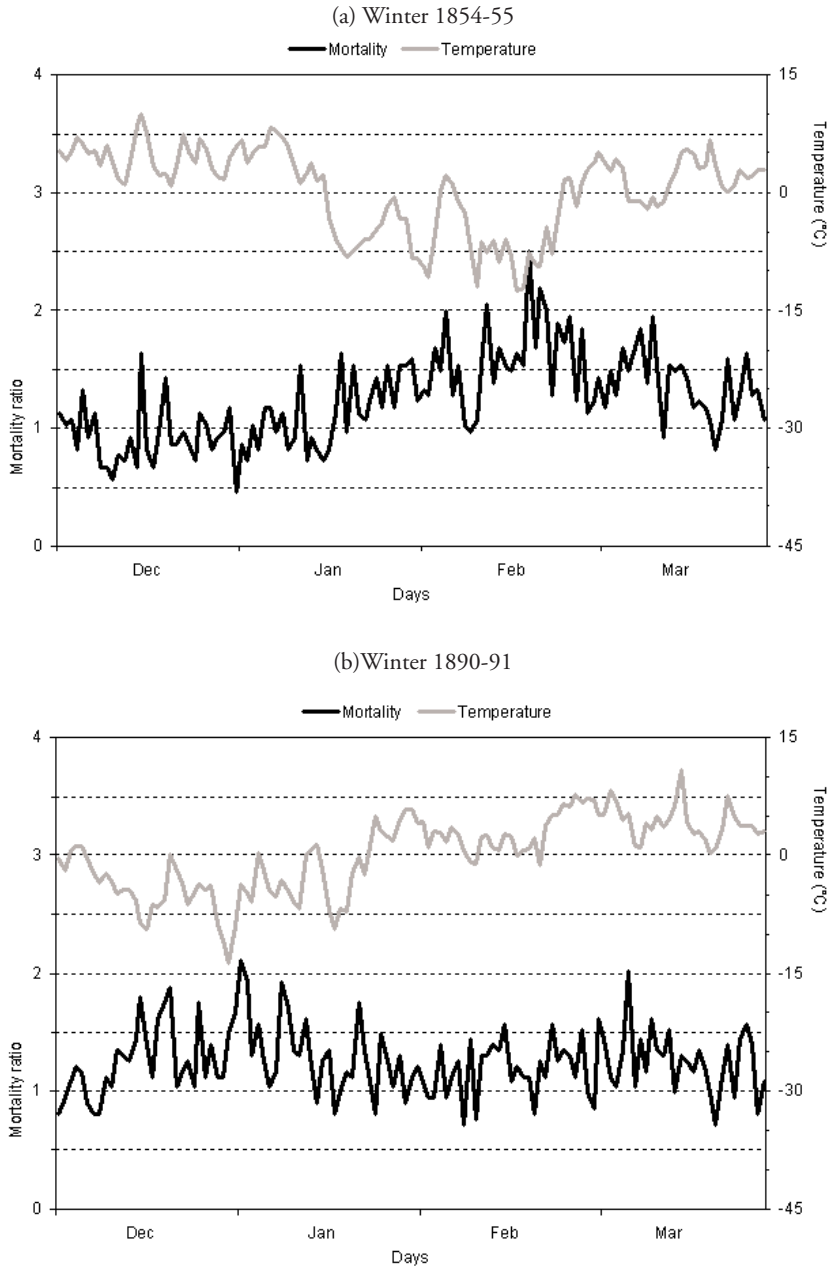 (a) Winter 1854-55
Mortality Temperature
4
3
2
1
0
15
0
-15
-30
-45
Mortality ratio
Temperature (°C)
Dec Jan Feb Mar
Days
(b)Winter 1890-91
Mortality Temperature
4
3
2
1
0
15
0
-15
-30
-45
Mortality ratio
Temperature (°C)
Dec Jan Feb Mar
Days